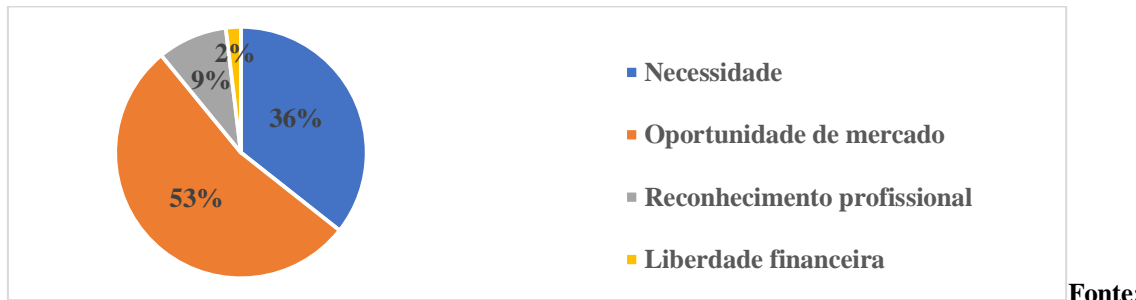 2%
9%
36%
53%
Necessidade
Oportunidade de mercado
Reconhecimento profissional
Liberdade financeira
Fonte: